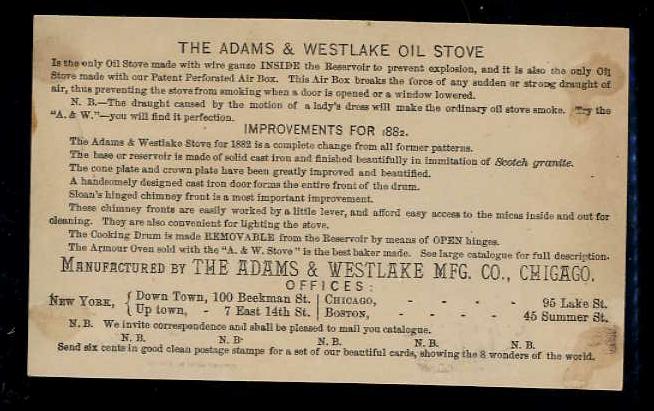 THE ADAMS & WESTLAKE OIL STOVE
Is the only Oil Stove made with wire gauze INSIDE the Reservoir to prevent explosion, and it is also the only Oil
Stove made with our Patent Perforated Air Box. This Air Box breaks the force of any sudden or strong draught of
air, thus preventing the stove from smoking when a door is opened or a window lowered.
N. B.—The draught caused by the motion of a lady's dress will make the ordinary oil stove smoke. Try the
"A. & W."—you will find it perfection.
IMPROVEMENTS FOR 1882.
The Adams & Westlake Stove for 1882 is a complete change from all former patterns.
The base or reservoir is made of solid cast iron and finished beautifully in immitation of Scotch granite.
The cone plate and crown plate have been greatly improved and beautified.
A handsomely designed cast iron door forms the entire front of the drum.
Sloan's hinged chimney front is a most important improvement.
These chimney fronts are easily worked by a little lever, and afford easy access to the micas inside and out for
cleaning. They are also convenient for lighting the stove.
The Cooking Drum is made REMOVABLE from the Reservoir by means of OPEN hinges.
The Armour Oven sold with the "A. & W. Stove" is the best baker made. See large catalogue for full description.
MANUFACTURED BY THE ADAMS & WESTLAKE MFG. CO., CHICAGO.
OFFICES:
NEW YORK, { Down Town, 100 Beekman St. | CHICAGO, - - - - 95 Lake St.
{ Up town, - 7 East 14th St. | BOSTON, - - - - 45 Summer St.
N. B. We invite correspondence and shall be pleased to mail you catalogue.
N. B. N. B. N. B. N. B. N. B.
Send six cents in good clean postage stamps for a set of our beautiful cards, showing the 8 wonders of the world.